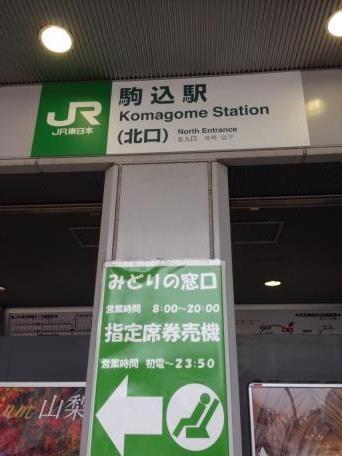 JR
JR東日本
駒込駅
Komagome Station
(北口)
North Entrance
みどりの窓口
営業時間 8:00〜20:00
指定席券売機
営業時間 初電〜23:50
山梨